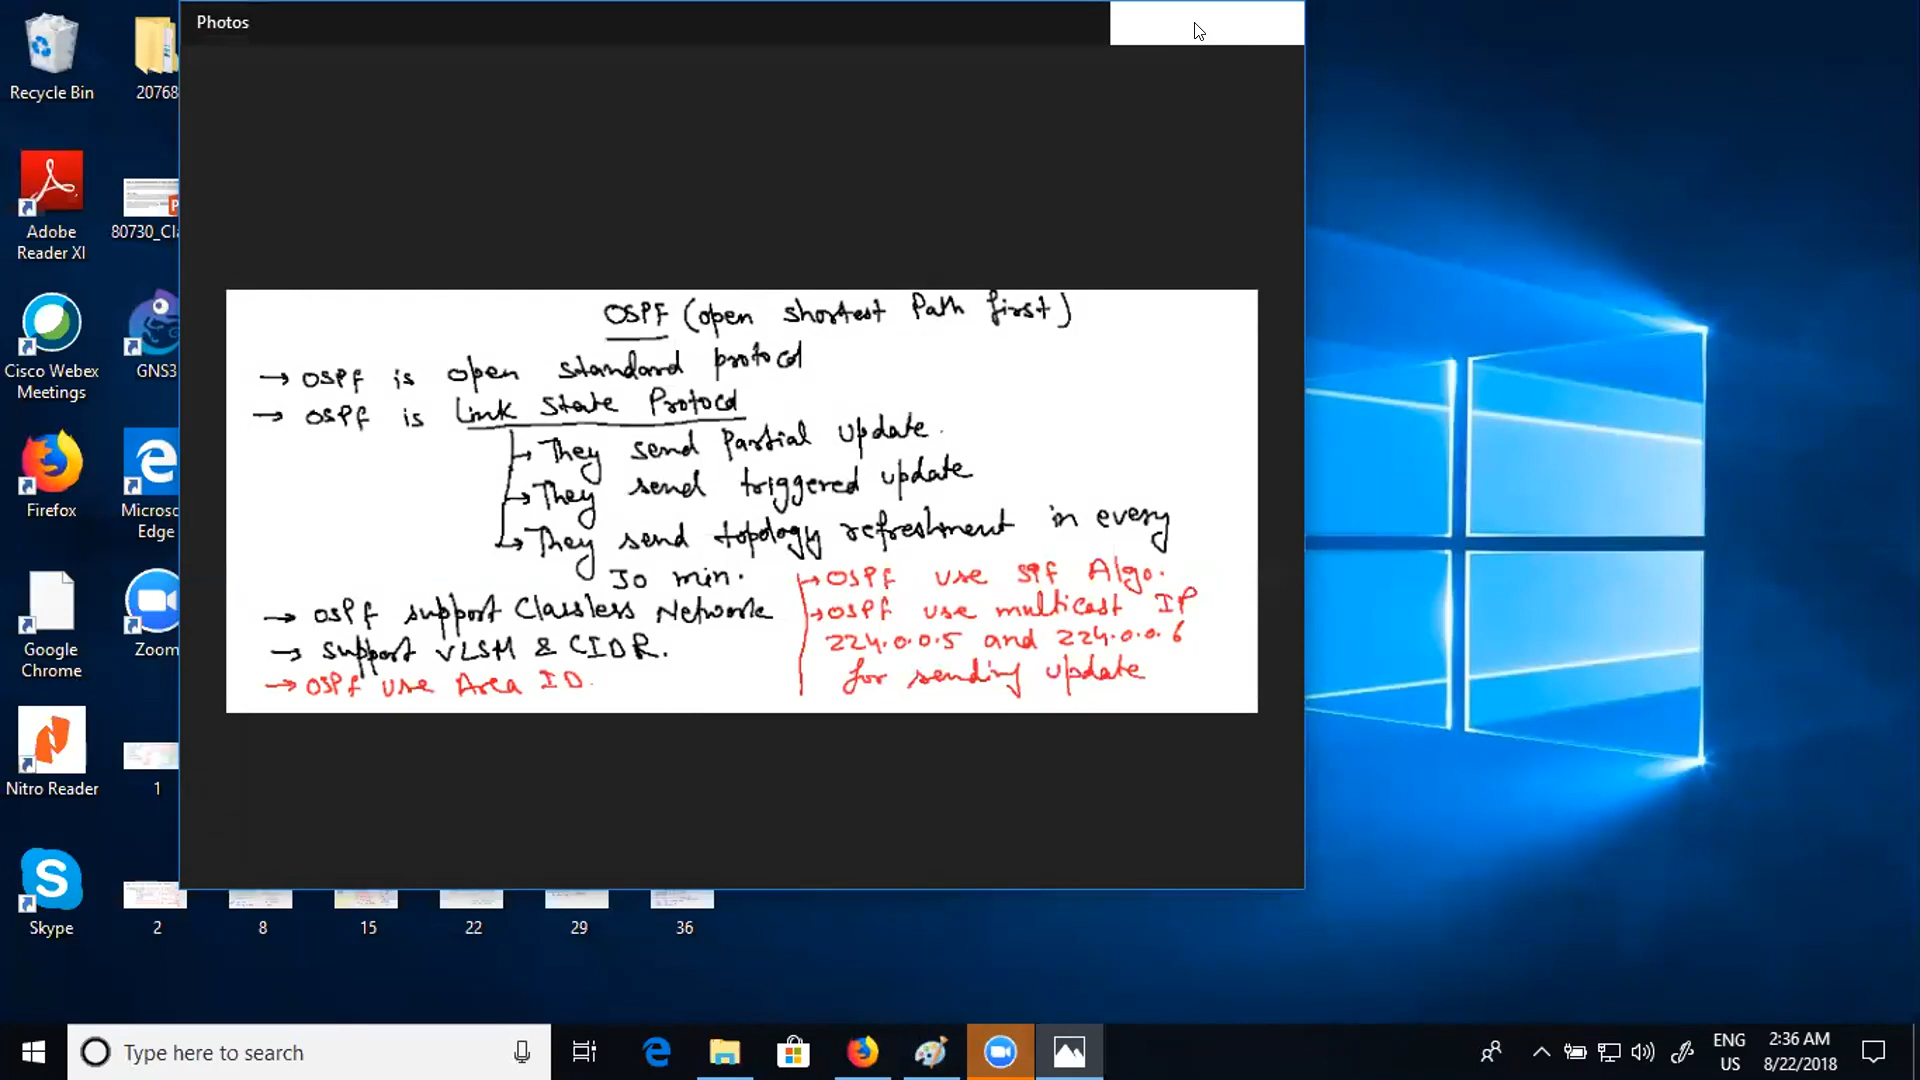 Photos
Recycle Bin
20768
Adobe Reader XI
80730_Cla
Cisco Webex Meetings
GNS3
Firefox
Microsc
Edge
Google Chrome
Zoom
Nitro Reader
1
Skype
2
8
15
22
29
36
OSPF (open shortest Path first)
→ OSPF is open standard protocol
→ OSPF is Link State Protocol
→ They send Partial Update.
→ They send triggered update
→ They send topology refreshment in every
30 min.
→ OSPF support Classless Network
→ support VLSM & CIDR.
→ OSPF use Area ID.
→ OSPF use SPF Algo.
→ OSPF use multicast IP
224.0.0.5 and 224.0.0.6
for sending update
Type here to search
ENG
US
2:36 AM
8/22/2018